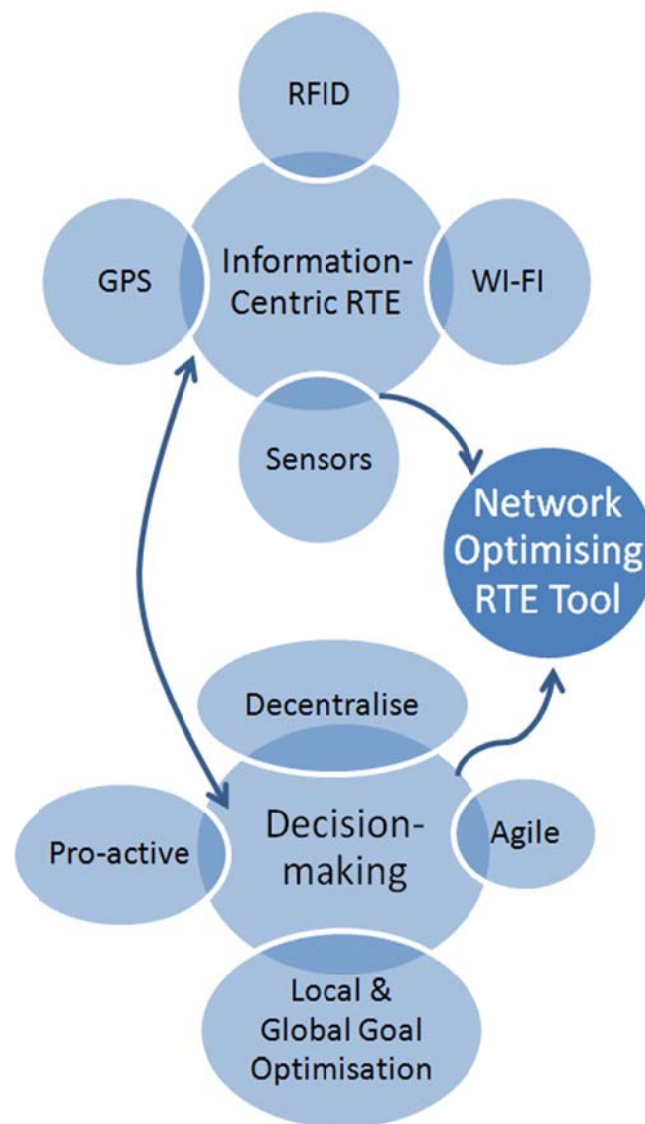 RFID
GPS
Information-
Centric RTE
WI-FI
Sensors
Network
Optimising
RTE Tool
Decentralise
Pro-active
Decision-
making
Agile
Local &
Global Goal
Optimisation